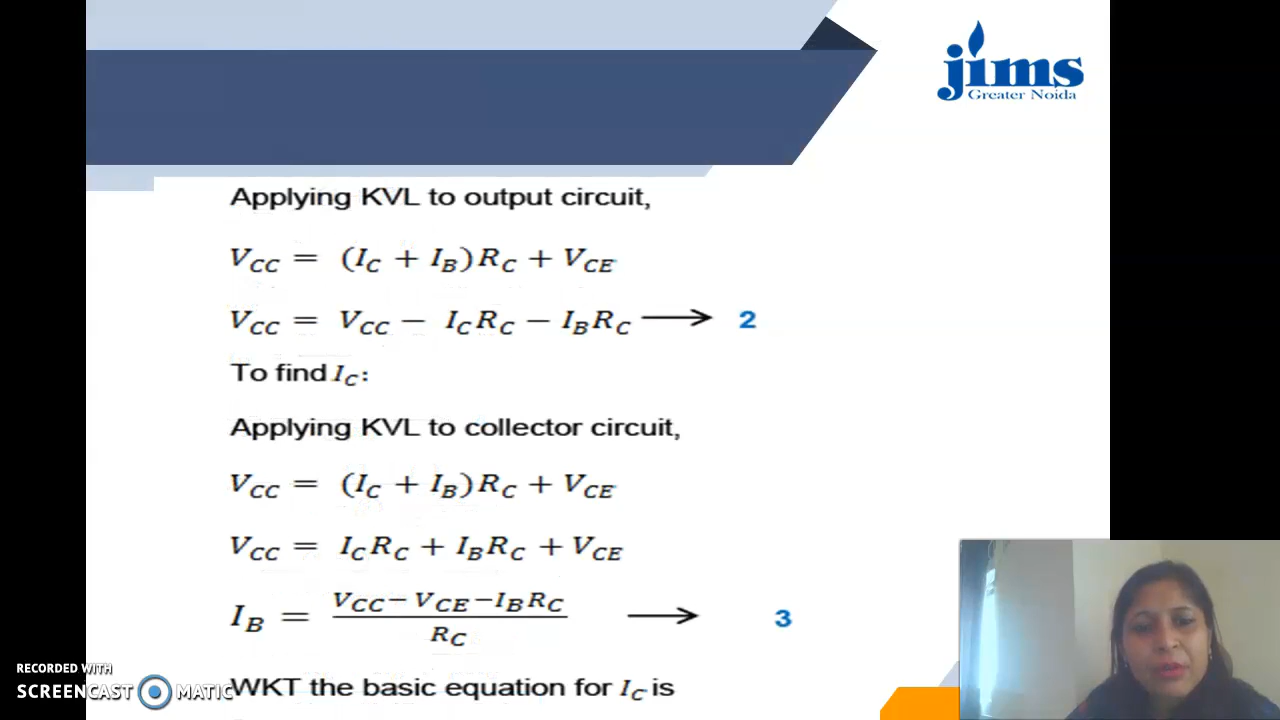 jims
Greater Noida
Applying KVL to output circuit,
V_CC = (I_C + I_B)R_C + V_CE
V_CC = V_CC − I_C R_C − I_B R_C ⟶ 2
To find I_C:
Applying KVL to collector circuit,
V_CC = (I_C + I_B)R_C + V_CE
V_CC = I_C R_C + I_B R_C + V_CE
I_B = (V_CC − V_CE − I_B R_C) / R_C ⟶ 3
WKT the basic equation for I_C is
RECORDED WITH
SCREENCAST MATIC